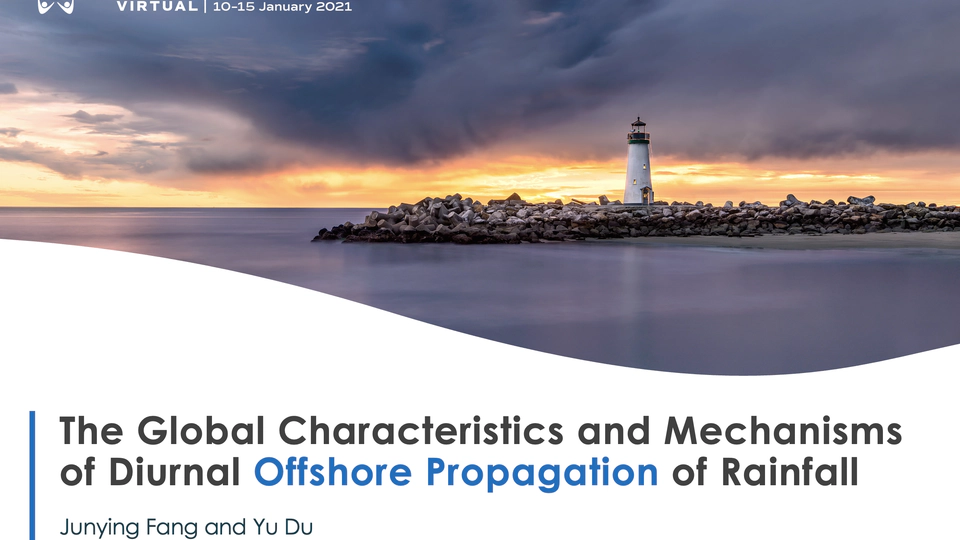 VIRTUAL | 10–15 January 2021
The Global Characteristics and Mechanisms
of Diurnal Offshore Propagation of Rainfall
Junying Fang and Yu Du